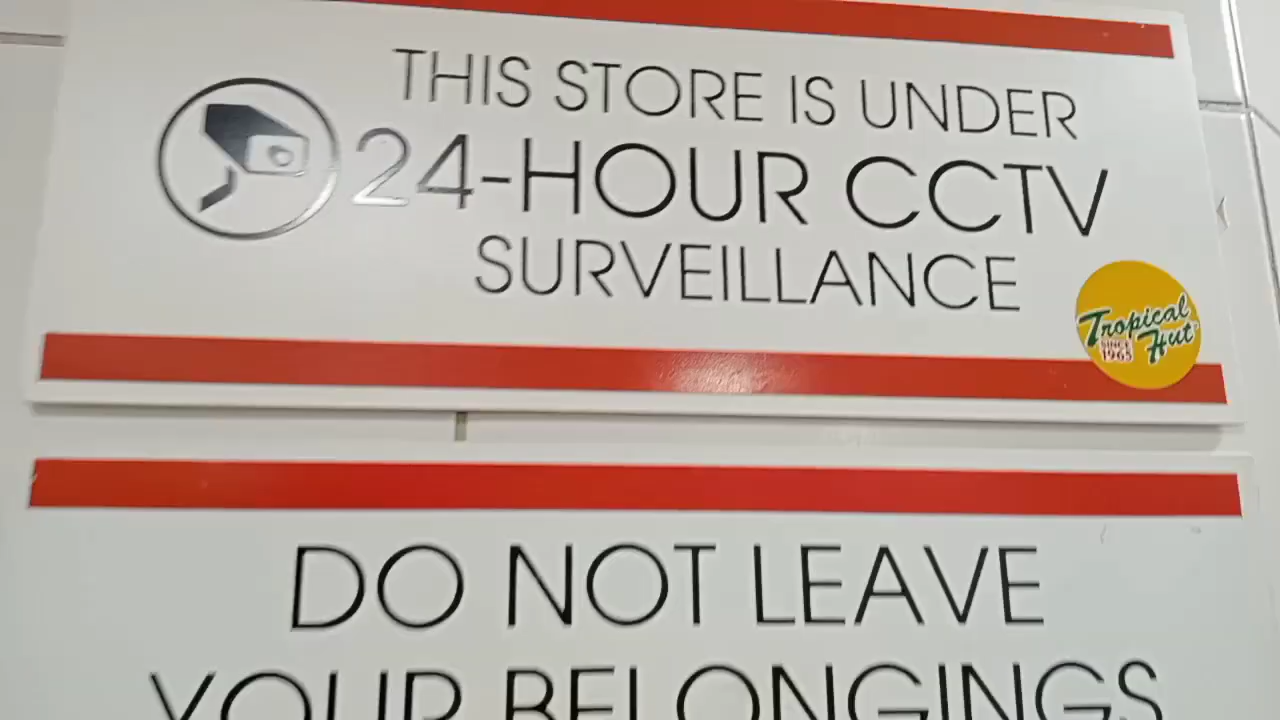 THIS STORE IS UNDER
24-HOUR CCTV
SURVEILLANCE
Tropical
Hut
SINCE
1965
DO NOT LEAVE
YOUR BELONGINGS